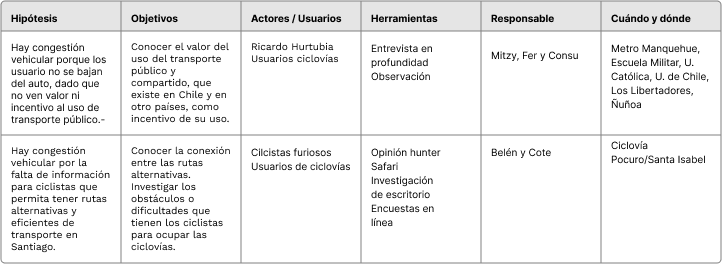 Hipótesis
Objetivos
Actores / Usuarios
Herramientas
Responsable
Cuándo y dónde
Hay congestión
vehicular porque los
usuario no se bajan
del auto, dado que
no ven valor ni
incentivo al uso de
transporte público.-
Conocer el valor del
uso del transporte
público y
compartido, que
existe en Chile y en
otro países, como
incentivo de su uso.
Ricardo Hurtubia
Usuarios ciclovías
Entrevista en
profundidad
Observación
Mitzy, Fer y Consu
Metro Manquehue,
Escuela Militar, U.
Católica, U. de Chile,
Los Libertadores,
Ñuñoa
Hay congestión
vehicular por la
falta de información
para ciclistas que
permita tener rutas
alternativas y
eficientes de
transporte en
Santiago.
Conocer la conexión
entre las rutas
alternativas.
Investigar los
obstáculos o
dificultades que
tienen los ciclistas
para ocupar las
ciclovías.
Cilcistas furiosos
Usuarios de ciclovías
Opinión hunter
Safari
Investigación
de escritorio
Encuestas en
línea
Belén y Cote
Ciclovía
Pocuro/Santa Isabel